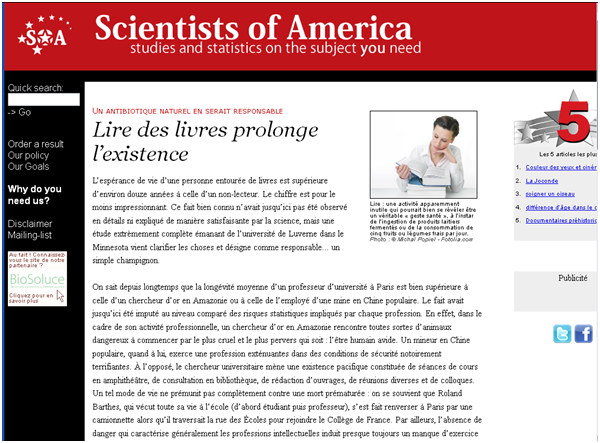 Scientists of America
studies and statistics on the subject you need
S A
Quick search:
-> Go
Order a result
Our policy
Our Goals
Why do you
need us?
Disclaimer
Mailing-list
Au fait ! Connaissez-
vous le site de notre
partenaire ?
BioSoluce
Cliquez pour en
savoir plus
UN ANTIBIOTIQUE NATUREL EN SERAIT RESPONSABLE
Lire des livres prolonge
l'existence
L'espérance de vie d'une personne entourée de livres est supérieure
d'environ douze années à celle d'un non-lecteur. Le chiffre est pour le
moins impressionnant. Ce fait bien connu n'avait jusqu'ici pas été observé
en détails ni expliqué de manière satisfaisante par la science, mais une
étude extrêmement complète émanant de l'université de Luverne dans le
Minnesota vient clarifier les choses et désigne comme responsable... un
simple champignon.
Lire : une activité apparemment
inutile qui pourrait bien se révéler être
un véritable « geste santé », à l'instar
de l'ingestion de produits laitiers
fermentés ou de la consommation de
cinq fruits ou légumes frais par jour.
Photo : © Michal Popiel - Fotolia.com
On sait depuis longtemps que la longévité moyenne d'un professeur d'université à Paris est bien supérieure à
celle d'un chercheur d'or en Amazonie ou à celle de l'employé d'une mine en Chine populaire. Le fait avait
jusqu'ici été imputé au niveau comparé des risques statistiques impliqués par chaque profession. En effet, dans le
cadre de son activité professionnelle, un chercheur d'or en Amazonie rencontre toutes sortes d'animaux
dangereux à commencer par le plus cruel et le plus pervers qui soit : l'être humain avide. Un mineur en Chine
populaire, quand à lui, exerce une profession exténuantes dans des conditions de sécurité notoirement
terrifiantes. À l'opposé, le chercheur universitaire mène une existence pacifique constituée de séances de cours
en amphithéâtre, de consultation en bibliothèque, de rédaction d'ouvrages, de réunions diverses et de colloques.
Un tel mode de vie ne prémunit pas complètement contre une mort prématurée : on se souvient que Roland
Barthes, qui vécut toute sa vie à l'école (d'abord étudiant puis professeur), s'est fait renverser à Paris par une
camionnette alors qu'il traversait la rue des Écoles pour rejoindre le Collège de France. Par ailleurs, l'absence de
danger qui caractérise généralement les professions intellectuelles induit presque toujours un manque d'exercice
5
Les 5 articles les plus
1. Couleur des yeux et ciné
2. La Joconde
3. soigner un oiseau
4. différence d'âge dans le c
5. Documentaires préhistoriq
Publicité
t f